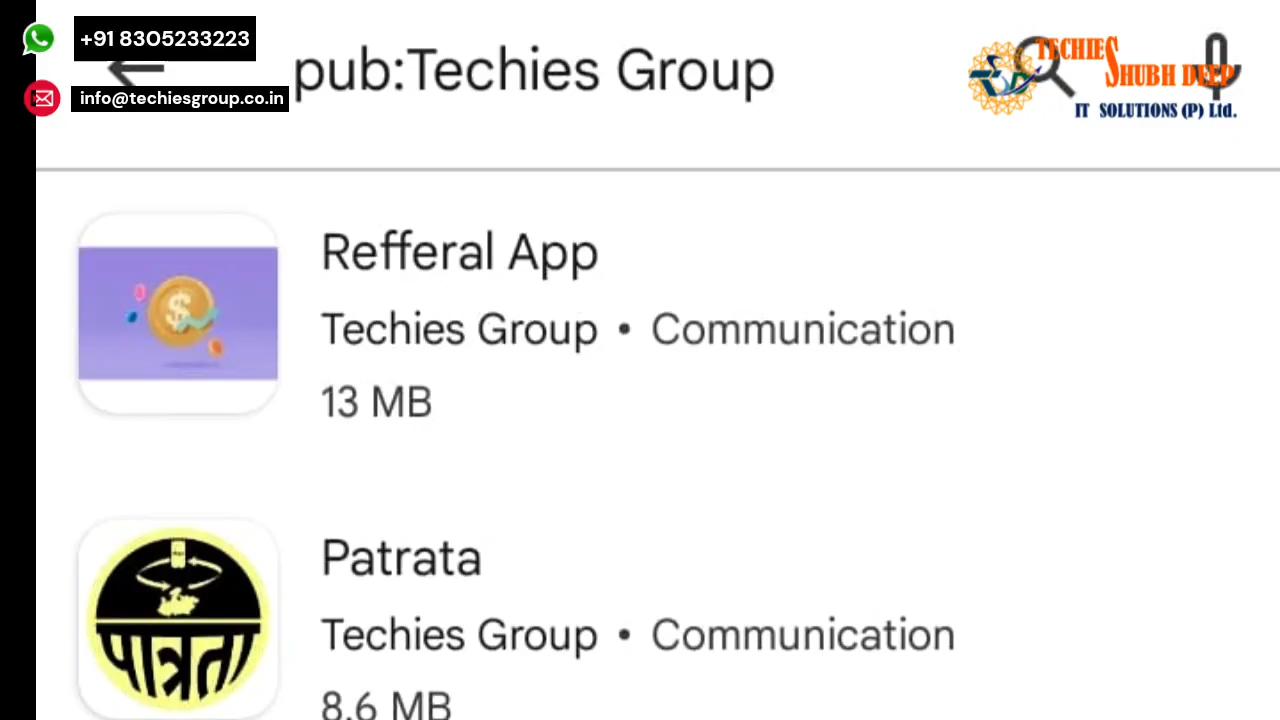 +91 8305233223
info@techiesgroup.co.in
pub:Techies Group
TECHIES
SHUBH DEEP
IT SOLUTIONS (P) Ltd.
Refferal App
Techies Group • Communication
13 MB
Patrata
Techies Group • Communication
8.6 MB
पात्रता